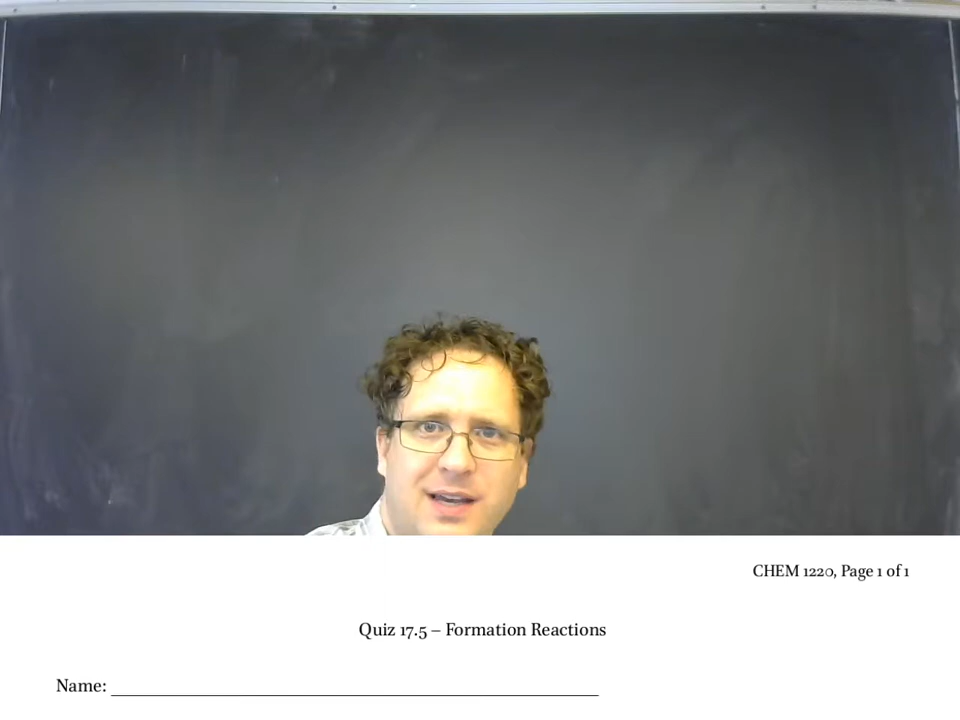 CHEM 1220, Page 1 of 1
Quiz 17.5 – Formation Reactions
Name: